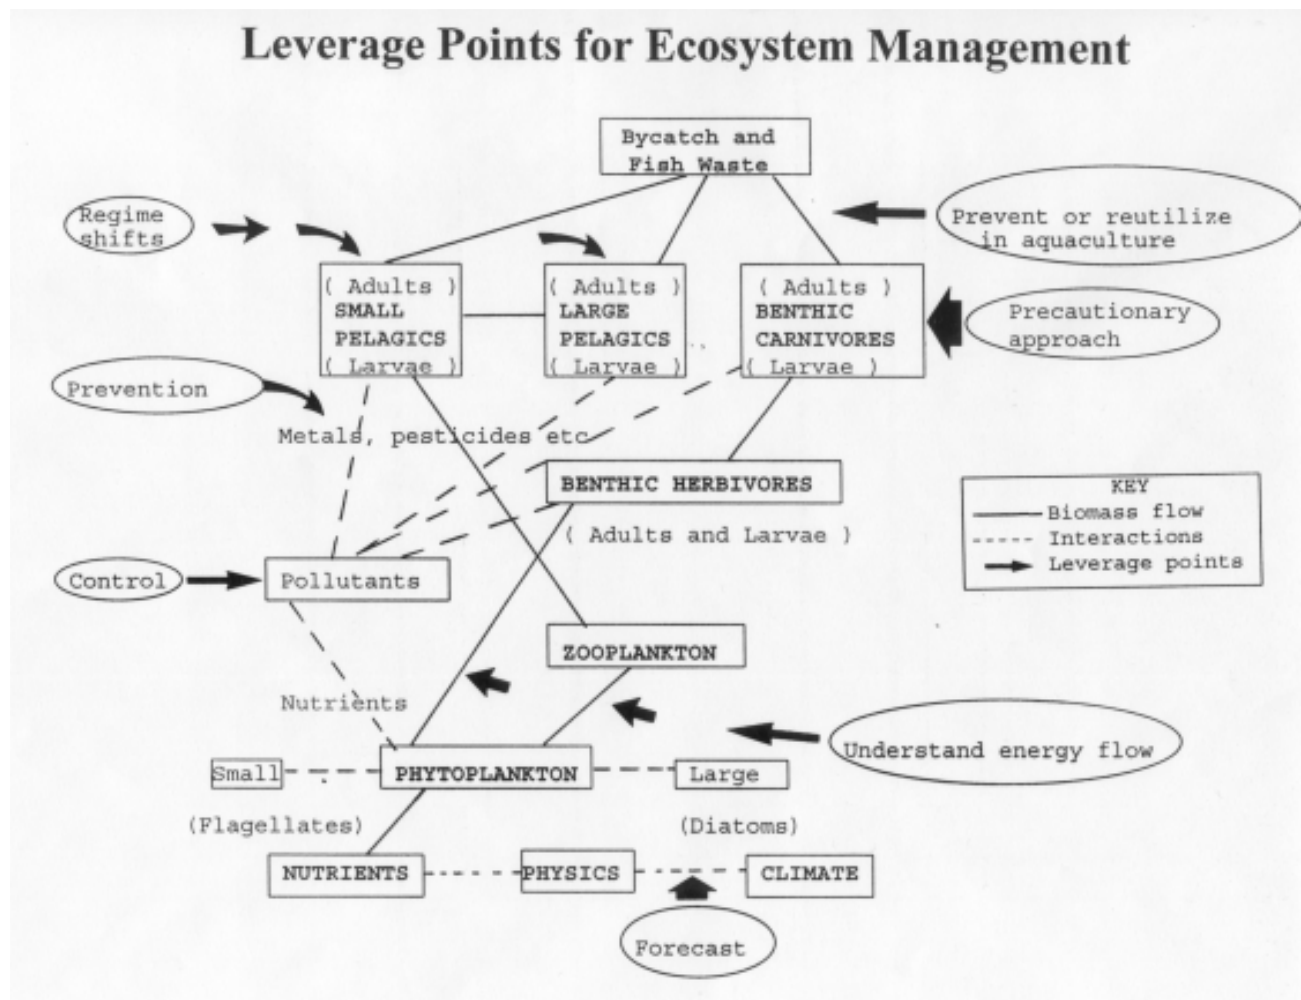 Leverage Points for Ecosystem Management
Bycatch and
Fish Waste
Regime
shifts
Prevent or reutilize
in aquaculture
( Adults )
SMALL
PELAGICS
( Larvae )
( Adults )
LARGE
PELAGICS
( Larvae )
( Adults )
BENTHIC
CARNIVORES
( Larvae )
Precautionary
approach
Prevention
Metals, pesticides etc
BENTHIC HERBIVORES
( Adults and Larvae )
KEY
Biomass flow
Interactions
Leverage points
Control
Pollutants
ZOOPLANKTON
Nutrients
Understand energy flow
Small
PHYTOPLANKTON
Large
(Flagellates)
(Diatoms)
NUTRIENTS
PHYSICS
CLIMATE
Forecast